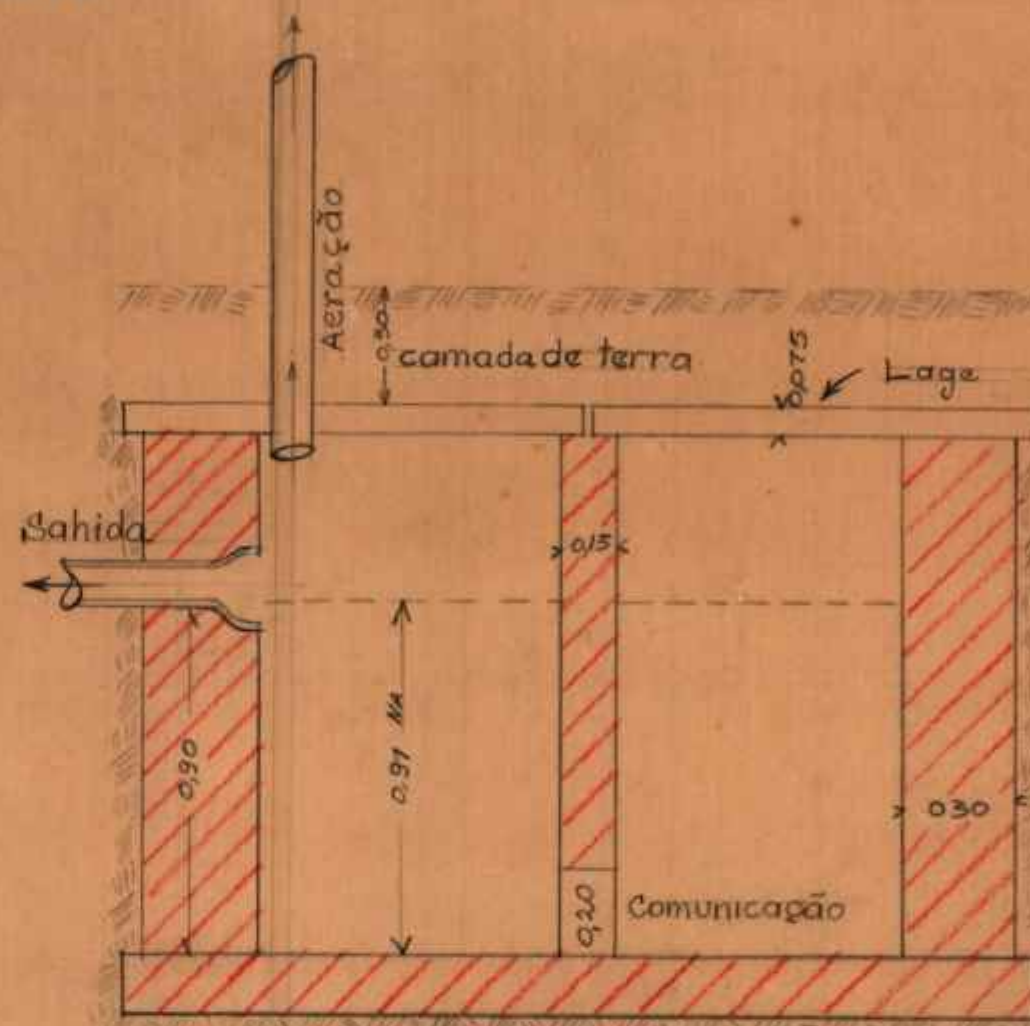 Aeração
0,30
camada de terra
0,075
Lage
Sahida
0,15
0,90
0,91 NA
0,30
0,20
Comunicação